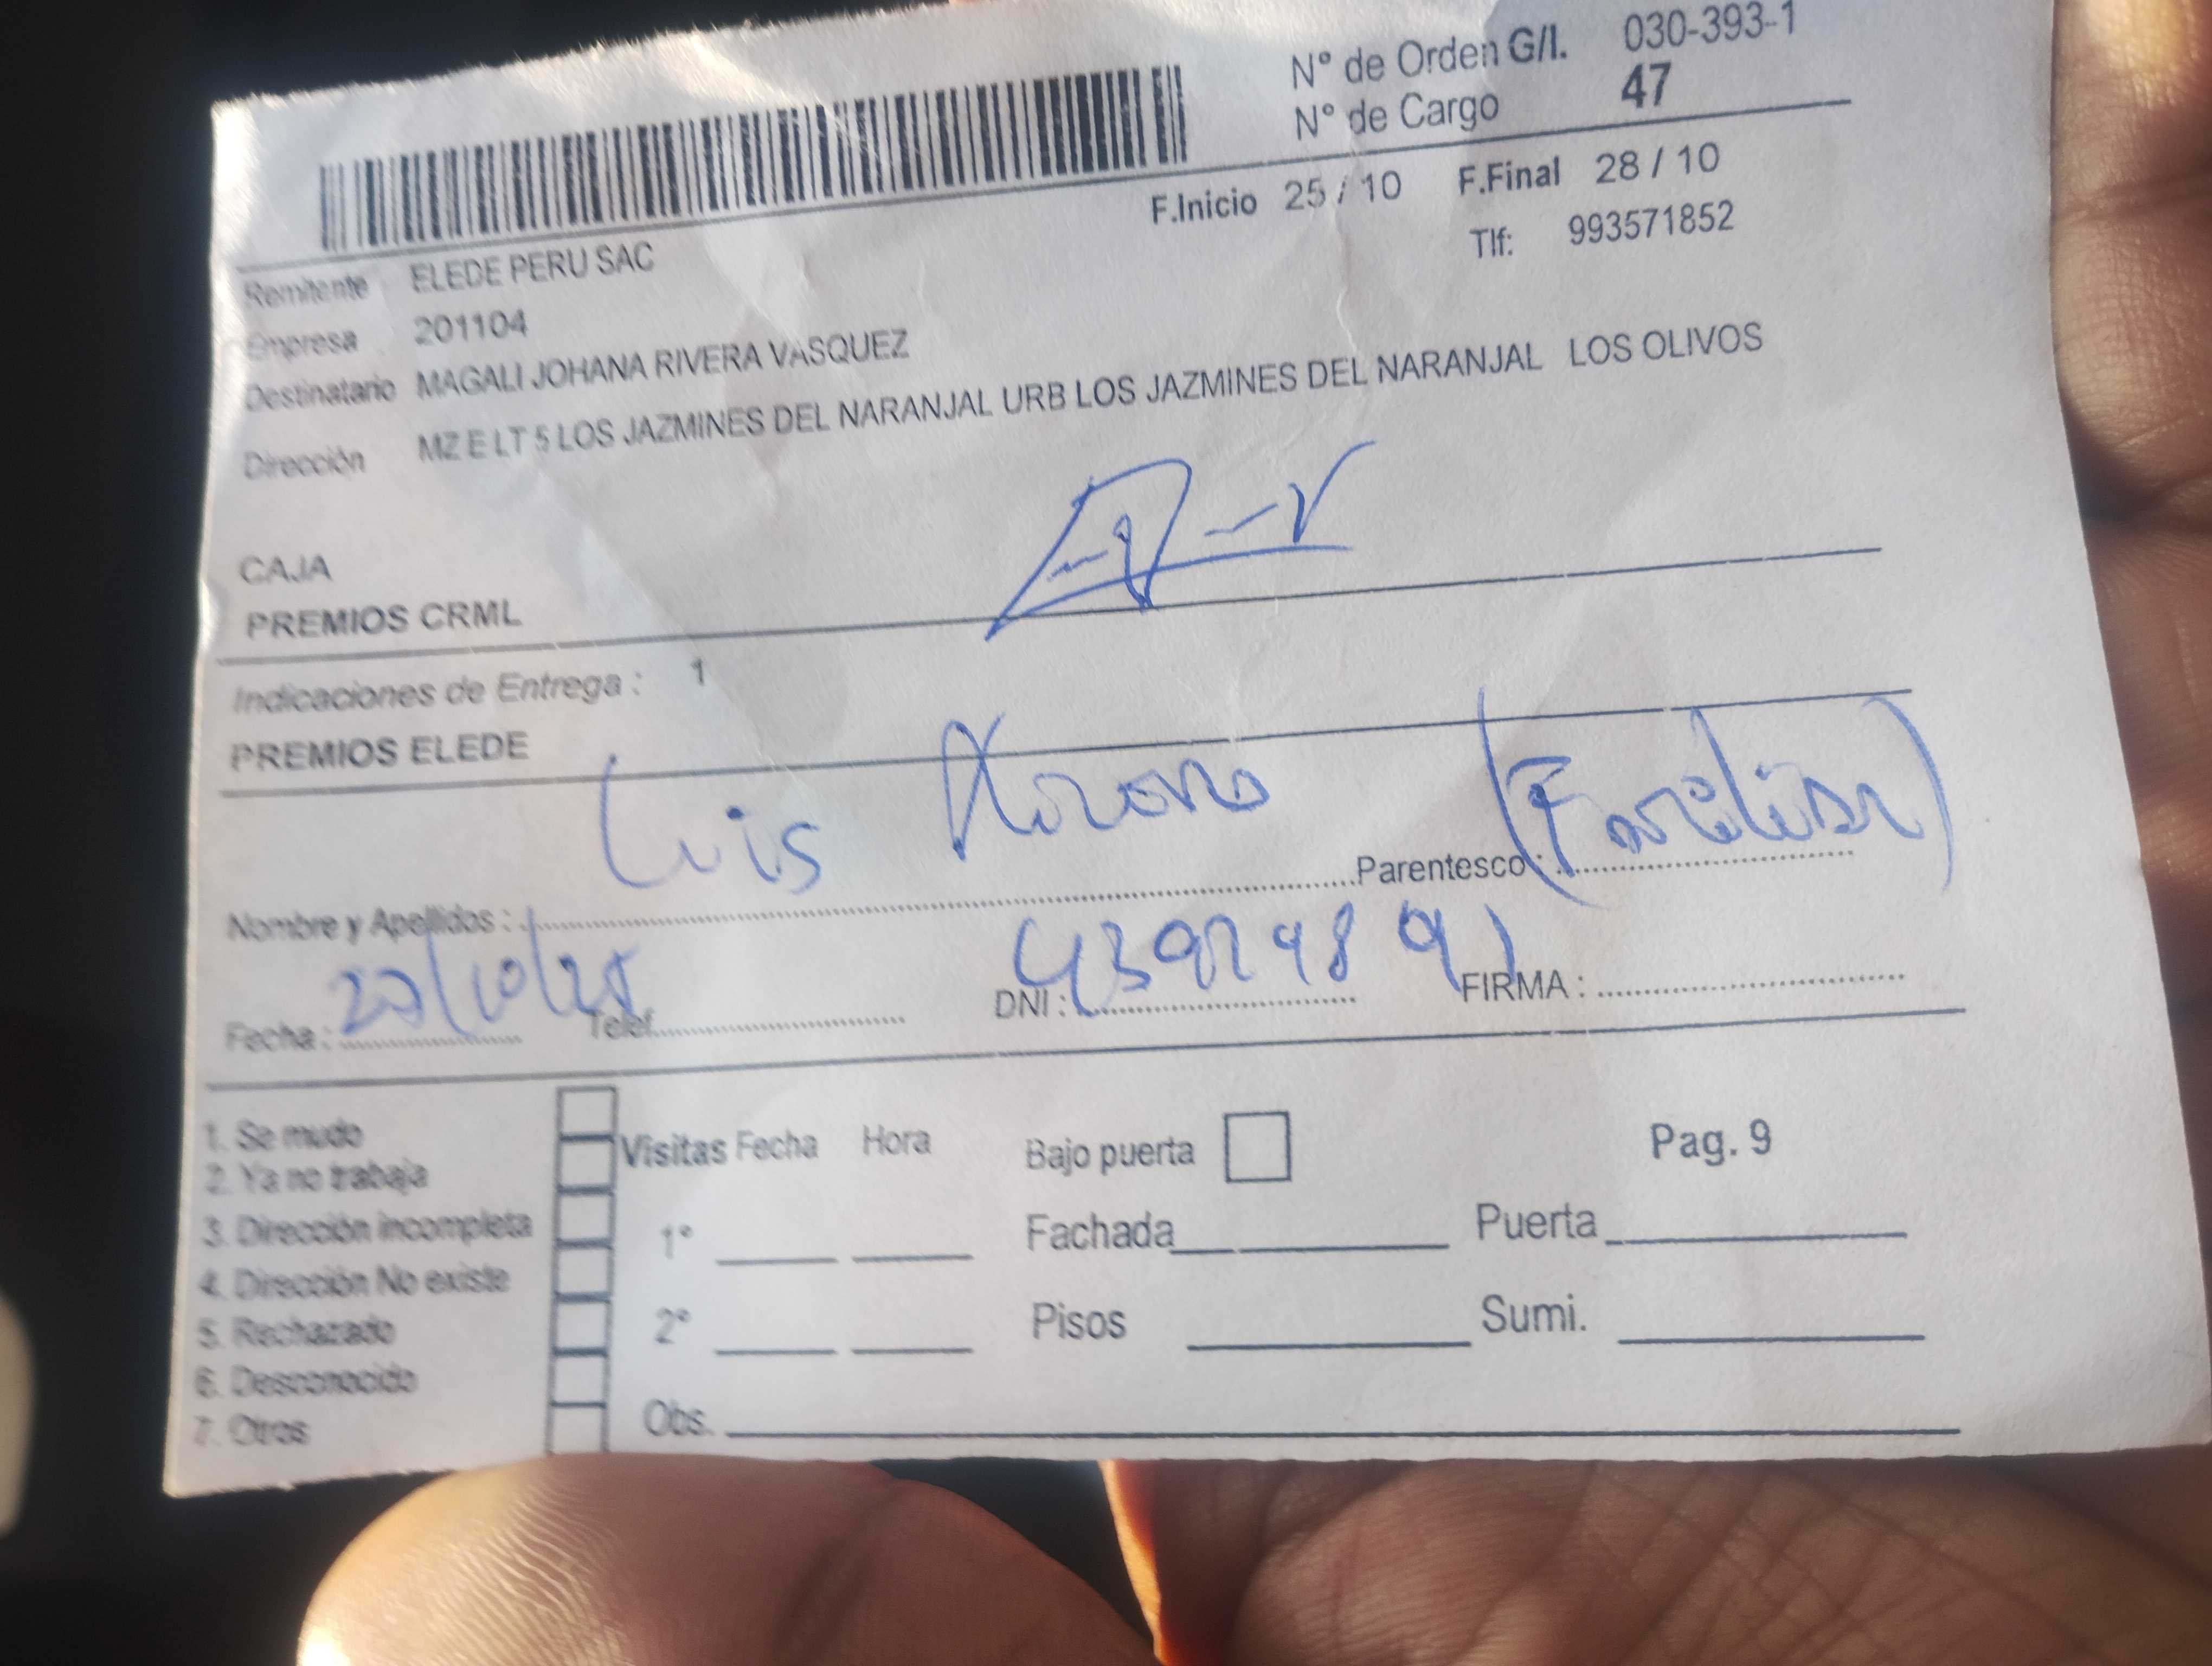 N° de Orden G/I. 030-393-1
N° de Cargo 47
F.Inicio 25 / 10 F.Final 28 / 10
Tlf: 993571852
Remitente ELEDE PERU SAC
Empresa 201104
Destinatario MAGALI JOHANA RIVERA VASQUEZ
Dirección MZ E LT 5 LOS JAZMINES DEL NARANJAL URB LOS JAZMINES DEL NARANJAL LOS OLIVOS
CAJA
PREMIOS CRML
Indicaciones de Entrega : 1
PREMIOS ELEDE
Nombre y Apellidos : Luis Parentesco : (Familiar)
Fecha : Telef. DNI : FIRMA :
1. Se mudo
2. Ya no trabaja
3. Dirección incompleta
4. Dirección No existe
5. Rechazado
6. Desconocido
7. Otros
Visitas Fecha Hora
1°
2°
Obs.
Bajo puerta Pag. 9
Fachada Puerta
Pisos Sumi.